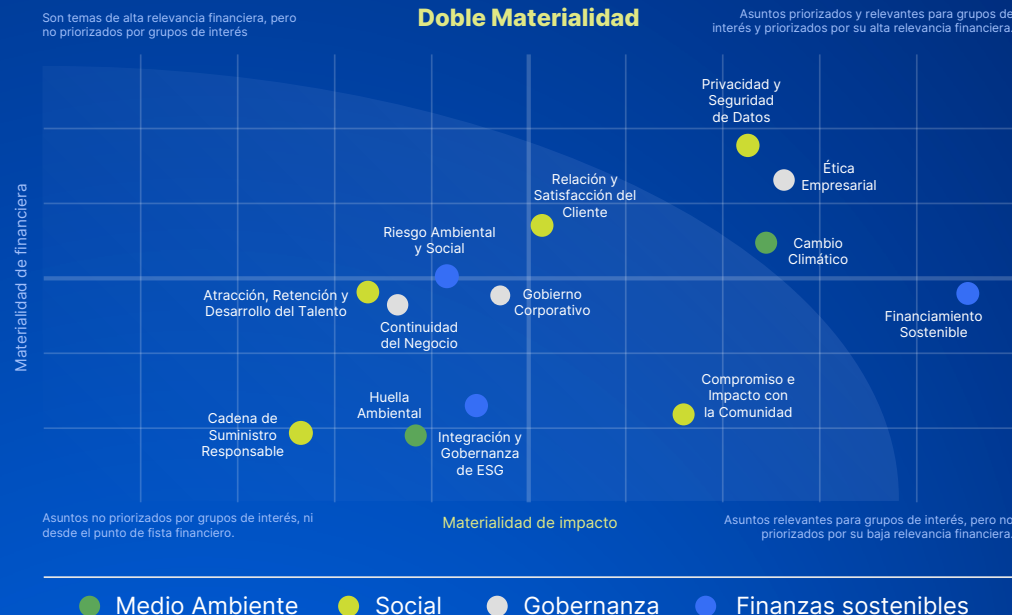 Doble Materialidad
Son temas de alta relevancia financiera, pero
no priorizados por grupos de interés
Asuntos priorizados y relevantes para grupos de
interés y priorizados por su alta relevancia financiera.
Materialidad de financiera
Privacidad y
Seguridad
de Datos
Ética
Empresarial
Relación y
Satisfacción del
Cliente
Riesgo Ambiental
y Social
Cambio
Climático
Atracción, Retención y
Desarrollo del Talento
Gobierno
Corporativo
Continuidad
del Negocio
Financiamiento
Sostenible
Compromiso e
Impacto con
la Comunidad
Huella
Ambiental
Cadena de
Suministro
Responsable
Integración y
Gobernanza
de ESG
Asuntos no priorizados por grupos de interés, ni
desde el punto de fista financiero.
Materialidad de impacto
Asuntos relevantes para grupos de interés, pero no
priorizados por su baja relevancia financiera.
Medio Ambiente
Social
Gobernanza
Finanzas sostenibles